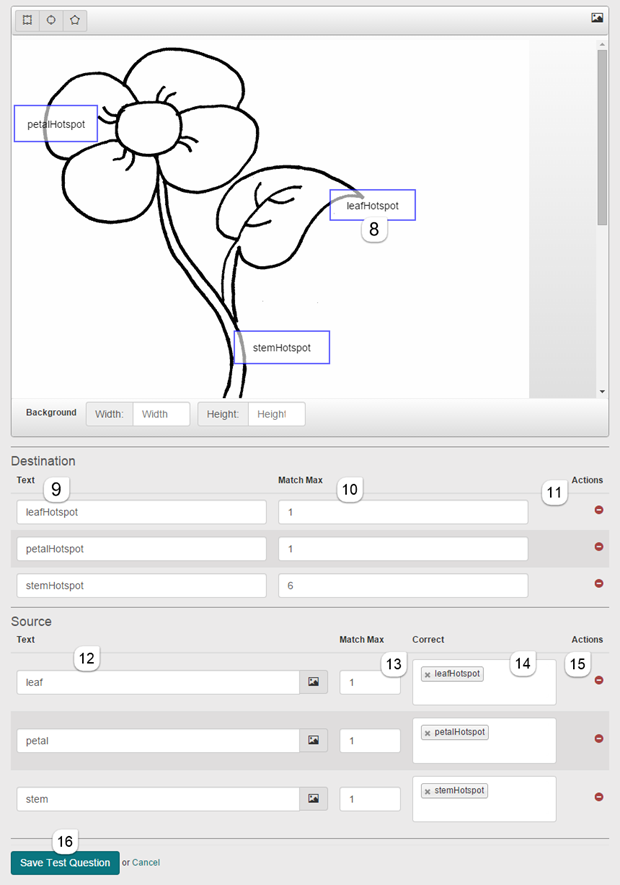 petalHotspot
leafHotspot
8
stemHotspot
Background Width: Width Height: Height
Destination
Text 9 Match Max 10 11 Actions
leafHotspot 1
petalHotspot 1
stemHotspot 6
Source
Text 12 Match Max 13 Correct 14 Actions 15
leaf 1 × leafHotspot
petal 1 × petalHotspot
stem 1 × stemHotspot
16
Save Test Question or Cancel